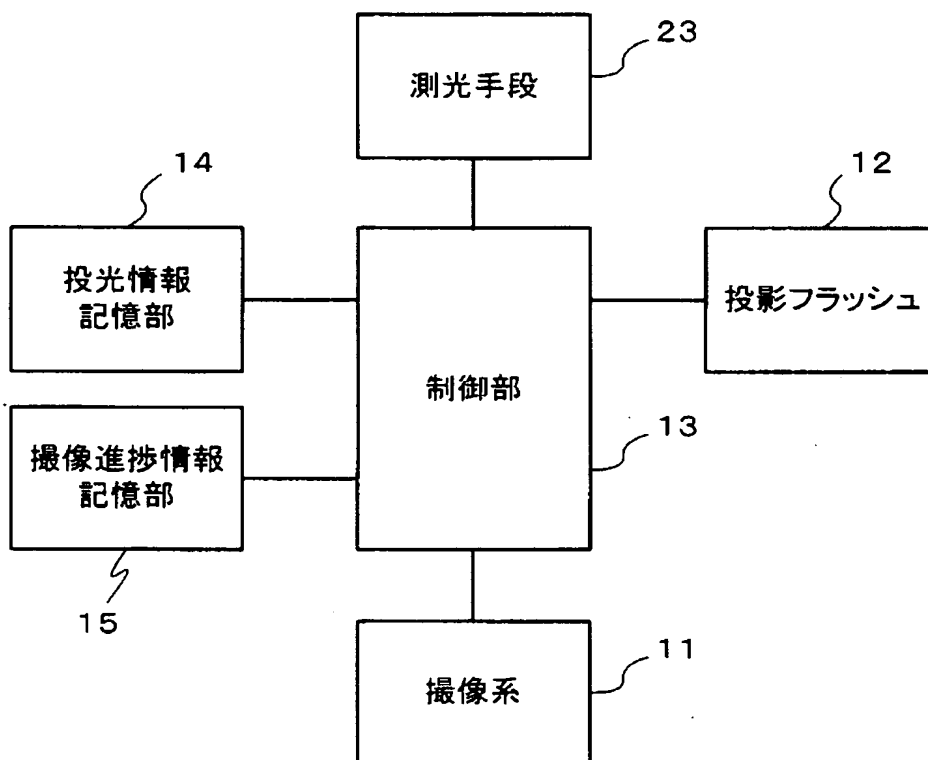 23
測光手段
14
12
投光情報
記憶部
投影フラッシュ
制御部
13
撮像進捗情報
記憶部
15
11
撮像系